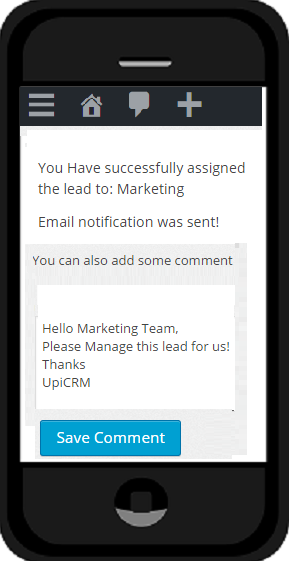 You Have successfully assigned
the lead to: Marketing
Email notification was sent!
You can also add some comment
Hello Marketing Team,
Please Manage this lead for us!
Thanks
UpiCRM
Save Comment